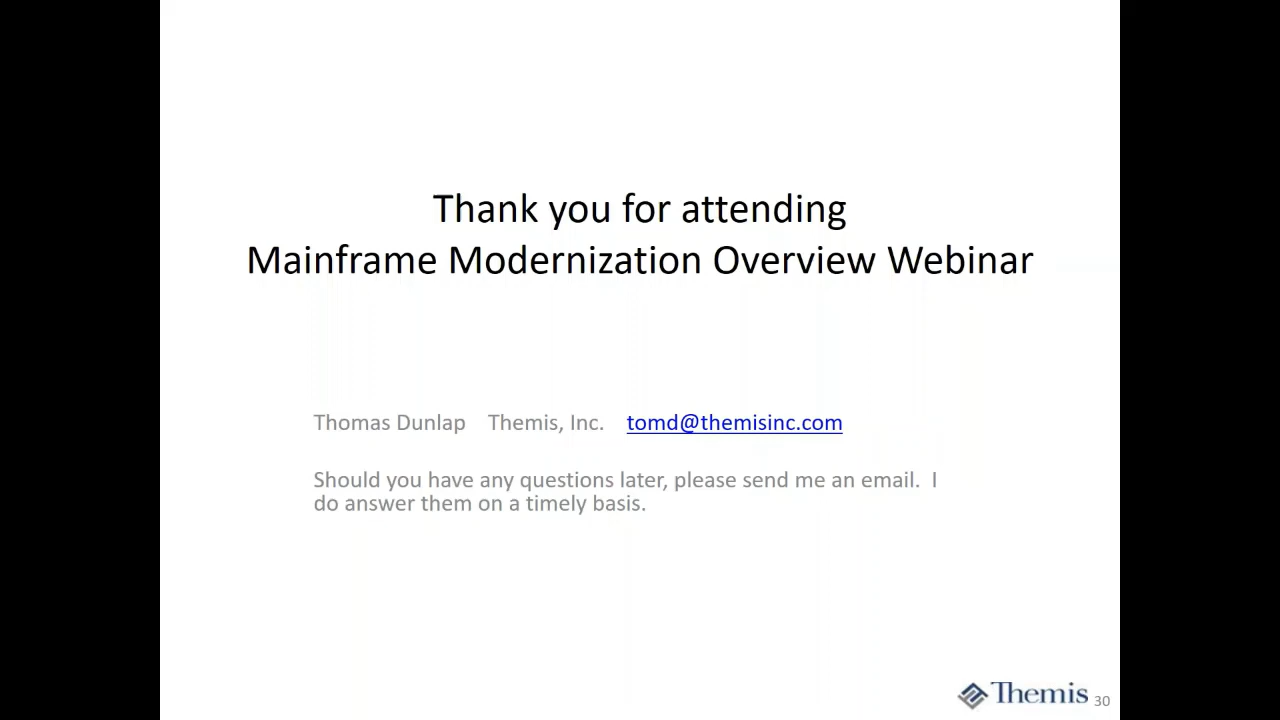 Thank you for attending
Mainframe Modernization Overview Webinar
Thomas Dunlap Themis, Inc. tomd@themisinc.com
Should you have any questions later, please send me an email. I
do answer them on a timely basis.
Themis 30